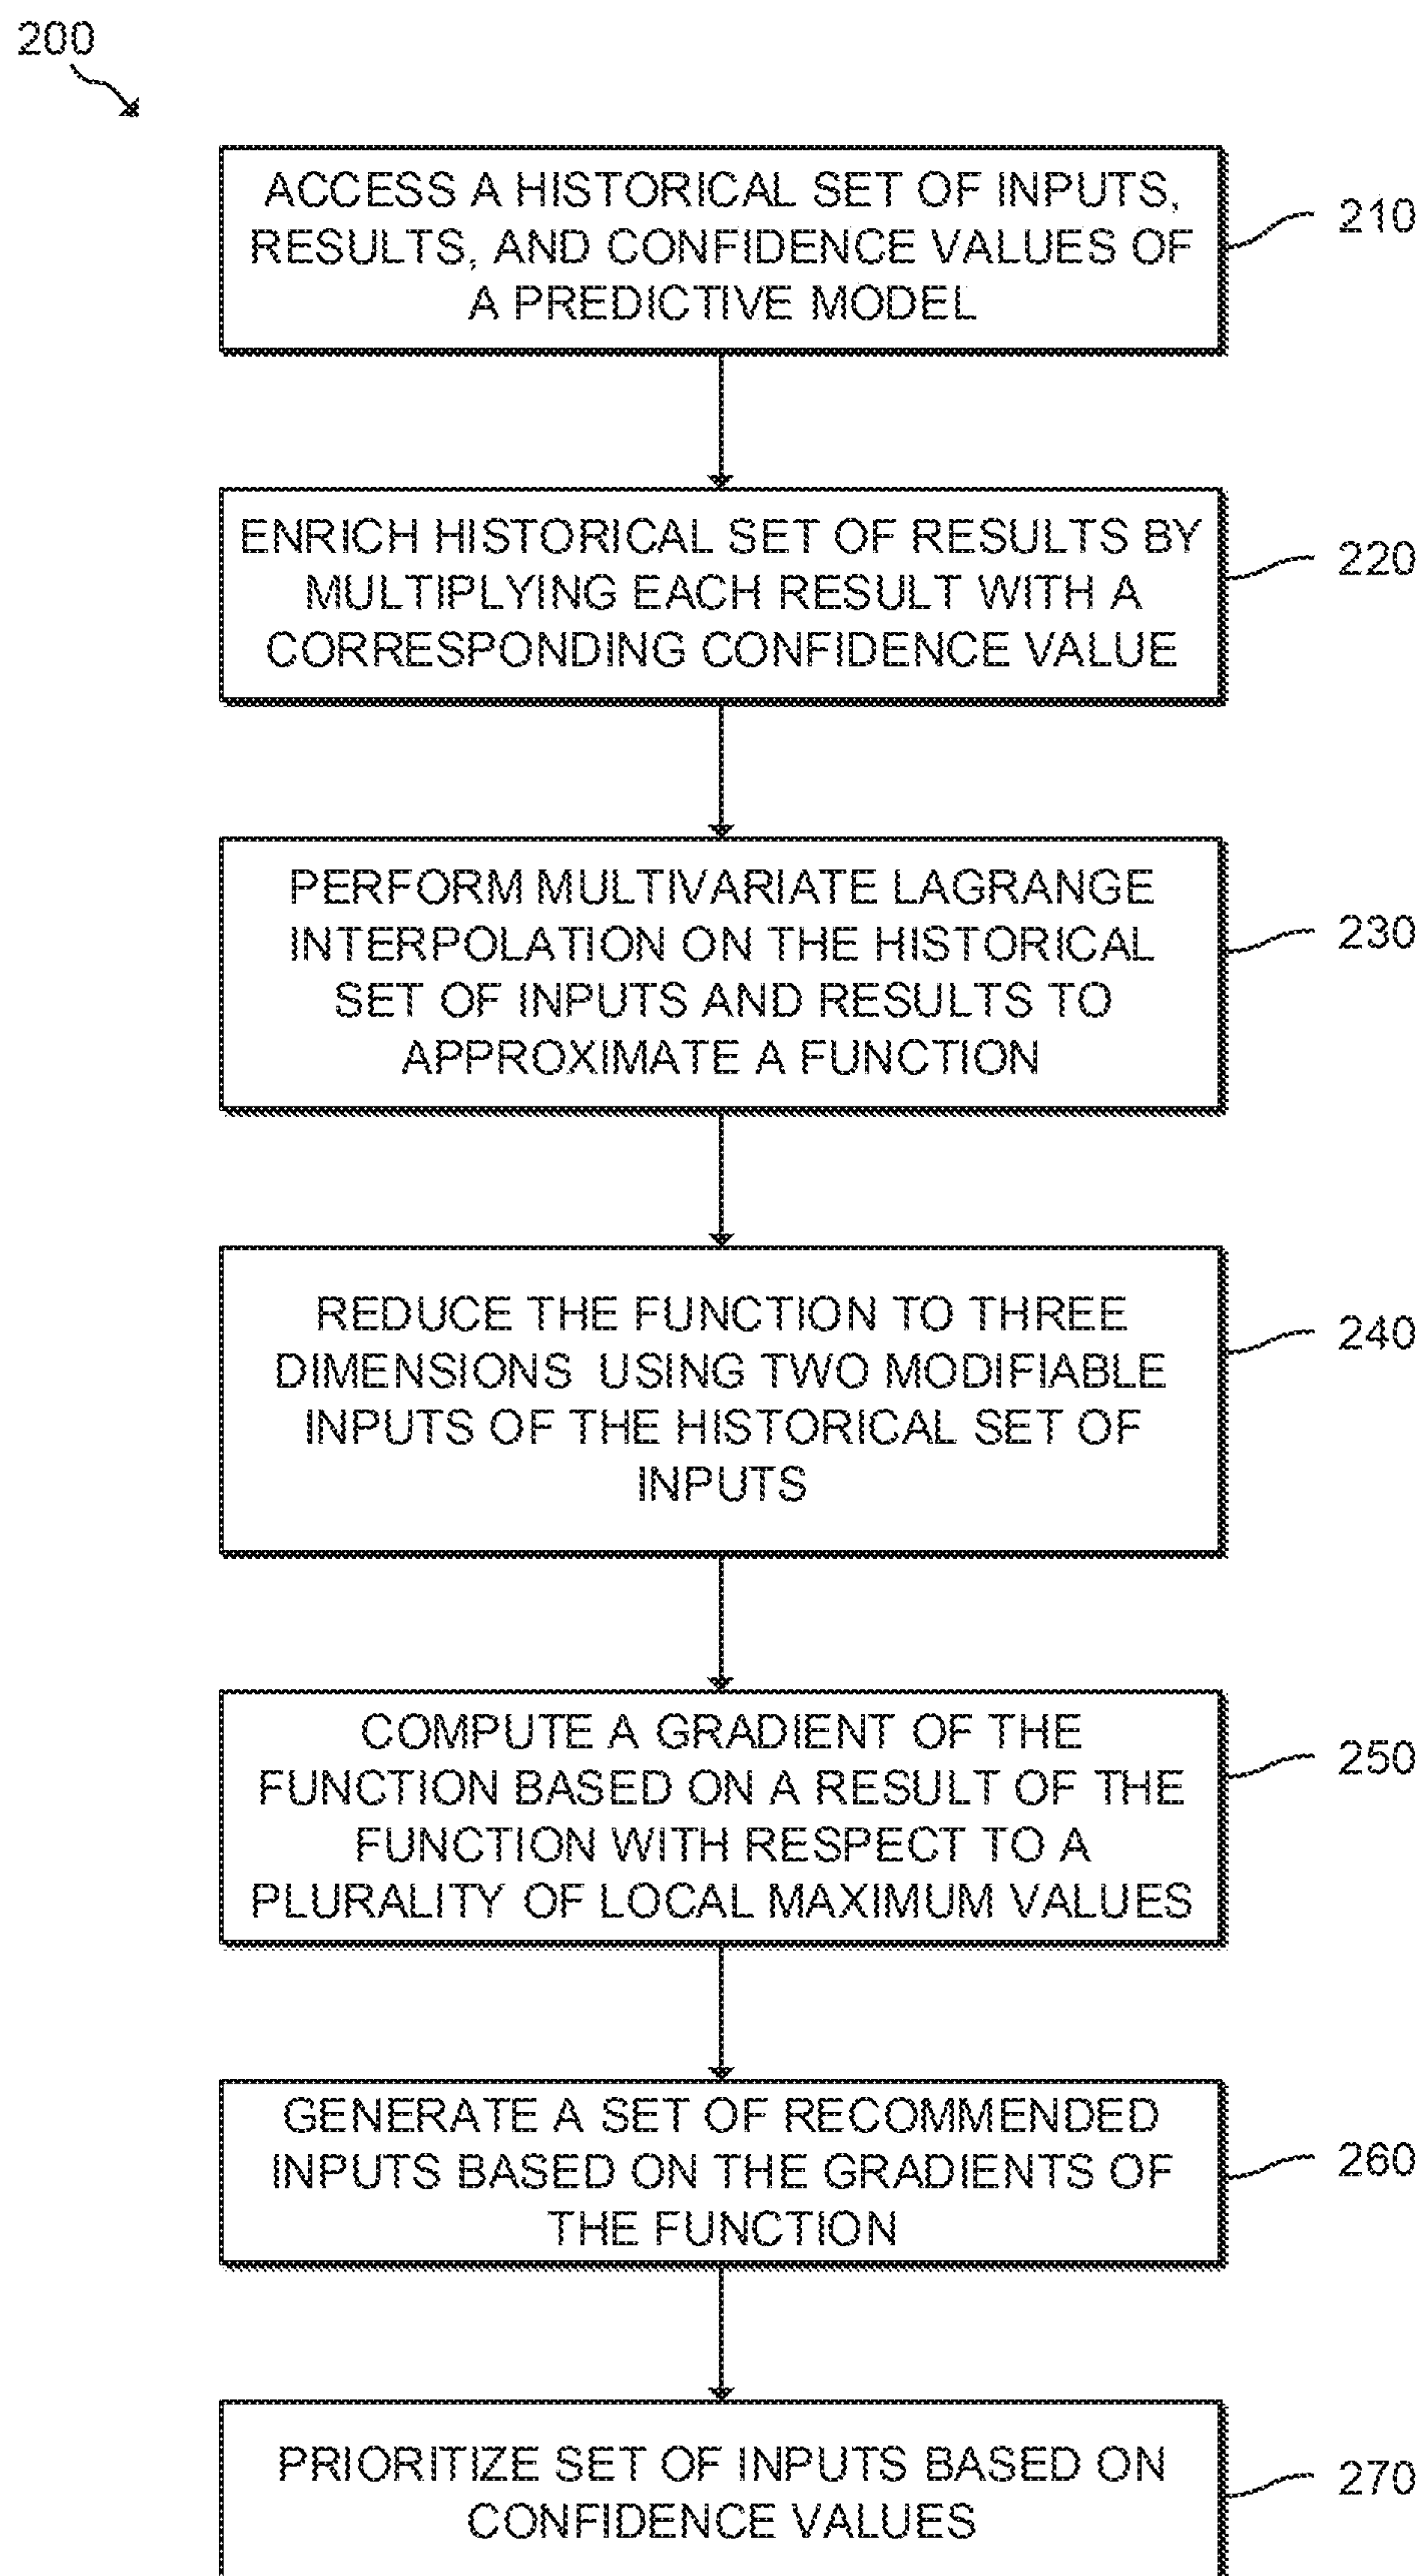 200
ACCESS A HISTORICAL SET OF INPUTS,
RESULTS, AND CONFIDENCE VALUES OF
A PREDICTIVE MODEL
210
ENRICH HISTORICAL SET OF RESULTS BY
MULTIPLYING EACH RESULT WITH A
CORRESPONDING CONFIDENCE VALUE
220
PERFORM MULTIVARIATE LAGRANGE
INTERPOLATION ON THE HISTORICAL
SET OF INPUTS AND RESULTS TO
APPROXIMATE A FUNCTION
230
REDUCE THE FUNCTION TO THREE
DIMENSIONS USING TWO MODIFIABLE
INPUTS OF THE HISTORICAL SET OF
INPUTS
240
COMPUTE A GRADIENT OF THE
FUNCTION BASED ON A RESULT OF THE
FUNCTION WITH RESPECT TO A
PLURALITY OF LOCAL MAXIMUM VALUES
250
GENERATE A SET OF RECOMMENDED
INPUTS BASED ON THE GRADIENTS OF
THE FUNCTION
260
PRIORITIZE SET OF INPUTS BASED ON
CONFIDENCE VALUES
270